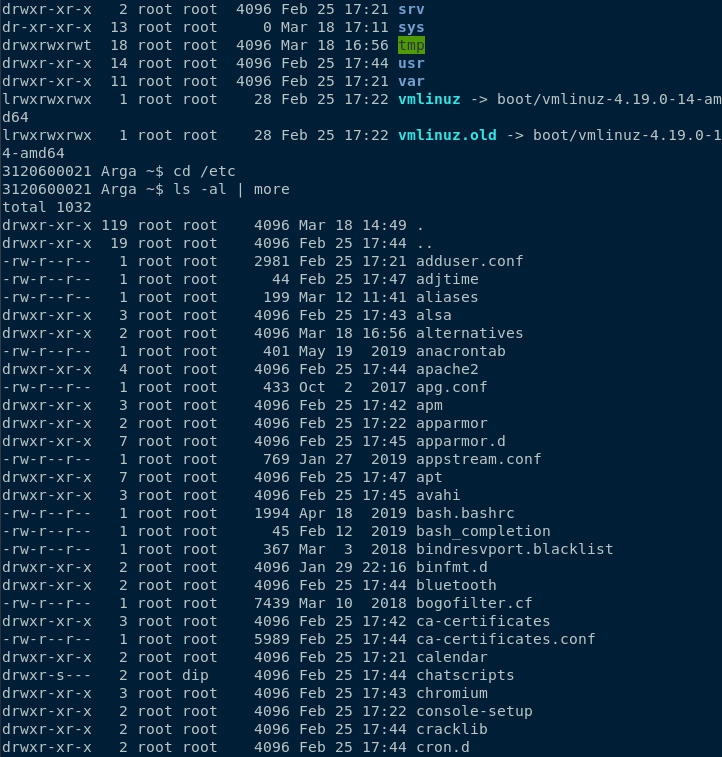 drwxr-xr-x   2 root root  4096 Feb 25 17:21 srv
dr-xr-xr-x  13 root root     0 Mar 18 17:11 sys
drwxrwxrwt  18 root root  4096 Mar 18 16:56 tmp
drwxr-xr-x  14 root root  4096 Feb 25 17:44 usr
drwxr-xr-x  11 root root  4096 Feb 25 17:21 var
lrwxrwxrwx   1 root root    28 Feb 25 17:22 vmlinuz -> boot/vmlinuz-4.19.0-14-am
d64
lrwxrwxrwx   1 root root    28 Feb 25 17:22 vmlinuz.old -> boot/vmlinuz-4.19.0-1
4-amd64
3120600021 Arga ~$ cd /etc
3120600021 Arga ~$ ls -al | more
total 1032
drwxr-xr-x 119 root root    4096 Mar 18 14:49 .
drwxr-xr-x  19 root root    4096 Feb 25 17:44 ..
-rw-r--r--   1 root root    2981 Feb 25 17:21 adduser.conf
-rw-r--r--   1 root root      44 Feb 25 17:47 adjtime
-rw-r--r--   1 root root     199 Mar 12 11:41 aliases
drwxr-xr-x   3 root root    4096 Feb 25 17:43 alsa
drwxr-xr-x   2 root root    4096 Mar 18 16:56 alternatives
-rw-r--r--   1 root root     401 May 19  2019 anacrontab
drwxr-xr-x   4 root root    4096 Feb 25 17:44 apache2
-rw-r--r--   1 root root     433 Oct  2  2017 apg.conf
drwxr-xr-x   3 root root    4096 Feb 25 17:42 apm
drwxr-xr-x   2 root root    4096 Feb 25 17:22 apparmor
drwxr-xr-x   7 root root    4096 Feb 25 17:45 apparmor.d
-rw-r--r--   1 root root     769 Jan 27  2019 appstream.conf
drwxr-xr-x   7 root root    4096 Feb 25 17:47 apt
drwxr-xr-x   3 root root    4096 Feb 25 17:45 avahi
-rw-r--r--   1 root root    1994 Apr 18  2019 bash.bashrc
-rw-r--r--   1 root root      45 Feb 12  2019 bash_completion
-rw-r--r--   1 root root     367 Mar  3  2018 bindresvport.blacklist
drwxr-xr-x   2 root root    4096 Jan 29 22:16 binfmt.d
drwxr-xr-x   2 root root    4096 Feb 25 17:44 bluetooth
-rw-r--r--   1 root root    7439 Mar 10  2018 bogofilter.cf
drwxr-xr-x   3 root root    4096 Feb 25 17:42 ca-certificates
-rw-r--r--   1 root root    5989 Feb 25 17:44 ca-certificates.conf
drwxr-xr-x   2 root root    4096 Feb 25 17:21 calendar
drwxr-s---   2 root dip     4096 Feb 25 17:44 chatscripts
drwxr-xr-x   3 root root    4096 Feb 25 17:43 chromium
drwxr-xr-x   2 root root    4096 Feb 25 17:22 console-setup
drwxr-xr-x   2 root root    4096 Feb 25 17:44 cracklib
drwxr-xr-x   2 root root    4096 Feb 25 17:44 cron.d